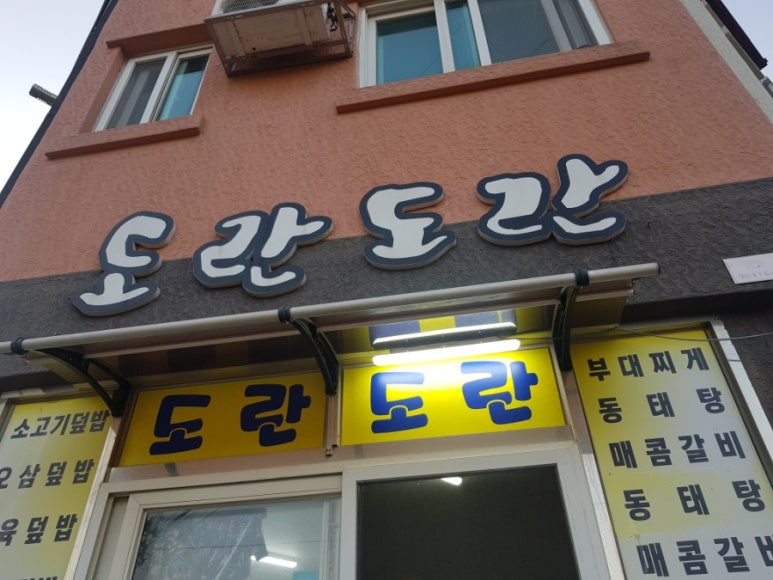 도란도란
도란 도란
소고기덮밥
오삼덮밥
육덮밥
부대찌게
동태탕
매콤갈비
동태탕
매콤갈비